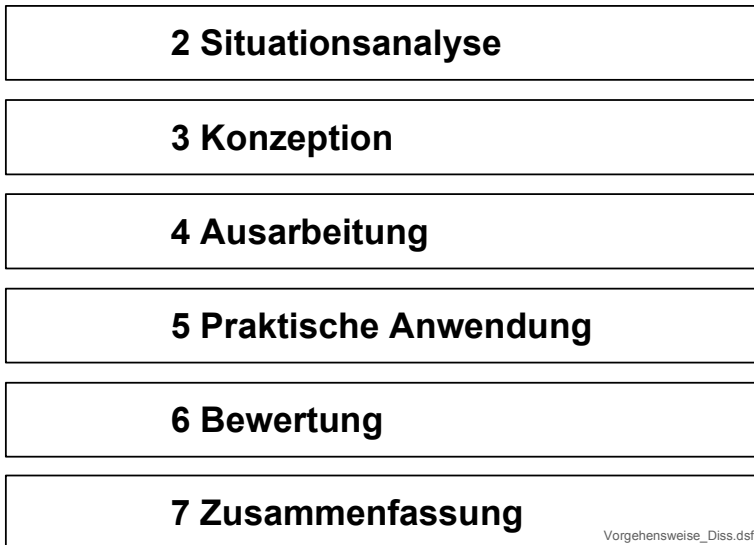 2 Situationsanalyse
3 Konzeption
4 Ausarbeitung
5 Praktische Anwendung
6 Bewertung
7 Zusammenfassung
Vorgehensweise_Diss.dsf